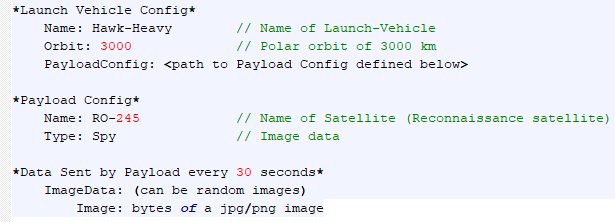 *Launch Vehicle Config*
Name: Hawk-Heavy // Name of Launch-Vehicle
Orbit: 3000 // Polar orbit of 3000 km
PayloadConfig: <path to Payload Config defined below>
*Payload Config*
Name: RO-245 // Name of Satellite (Reconnaissance satellite)
Type: Spy // Image data
*Data Sent by Payload every 30 seconds*
ImageData: (can be random images)
Image: bytes of a jpg/png image